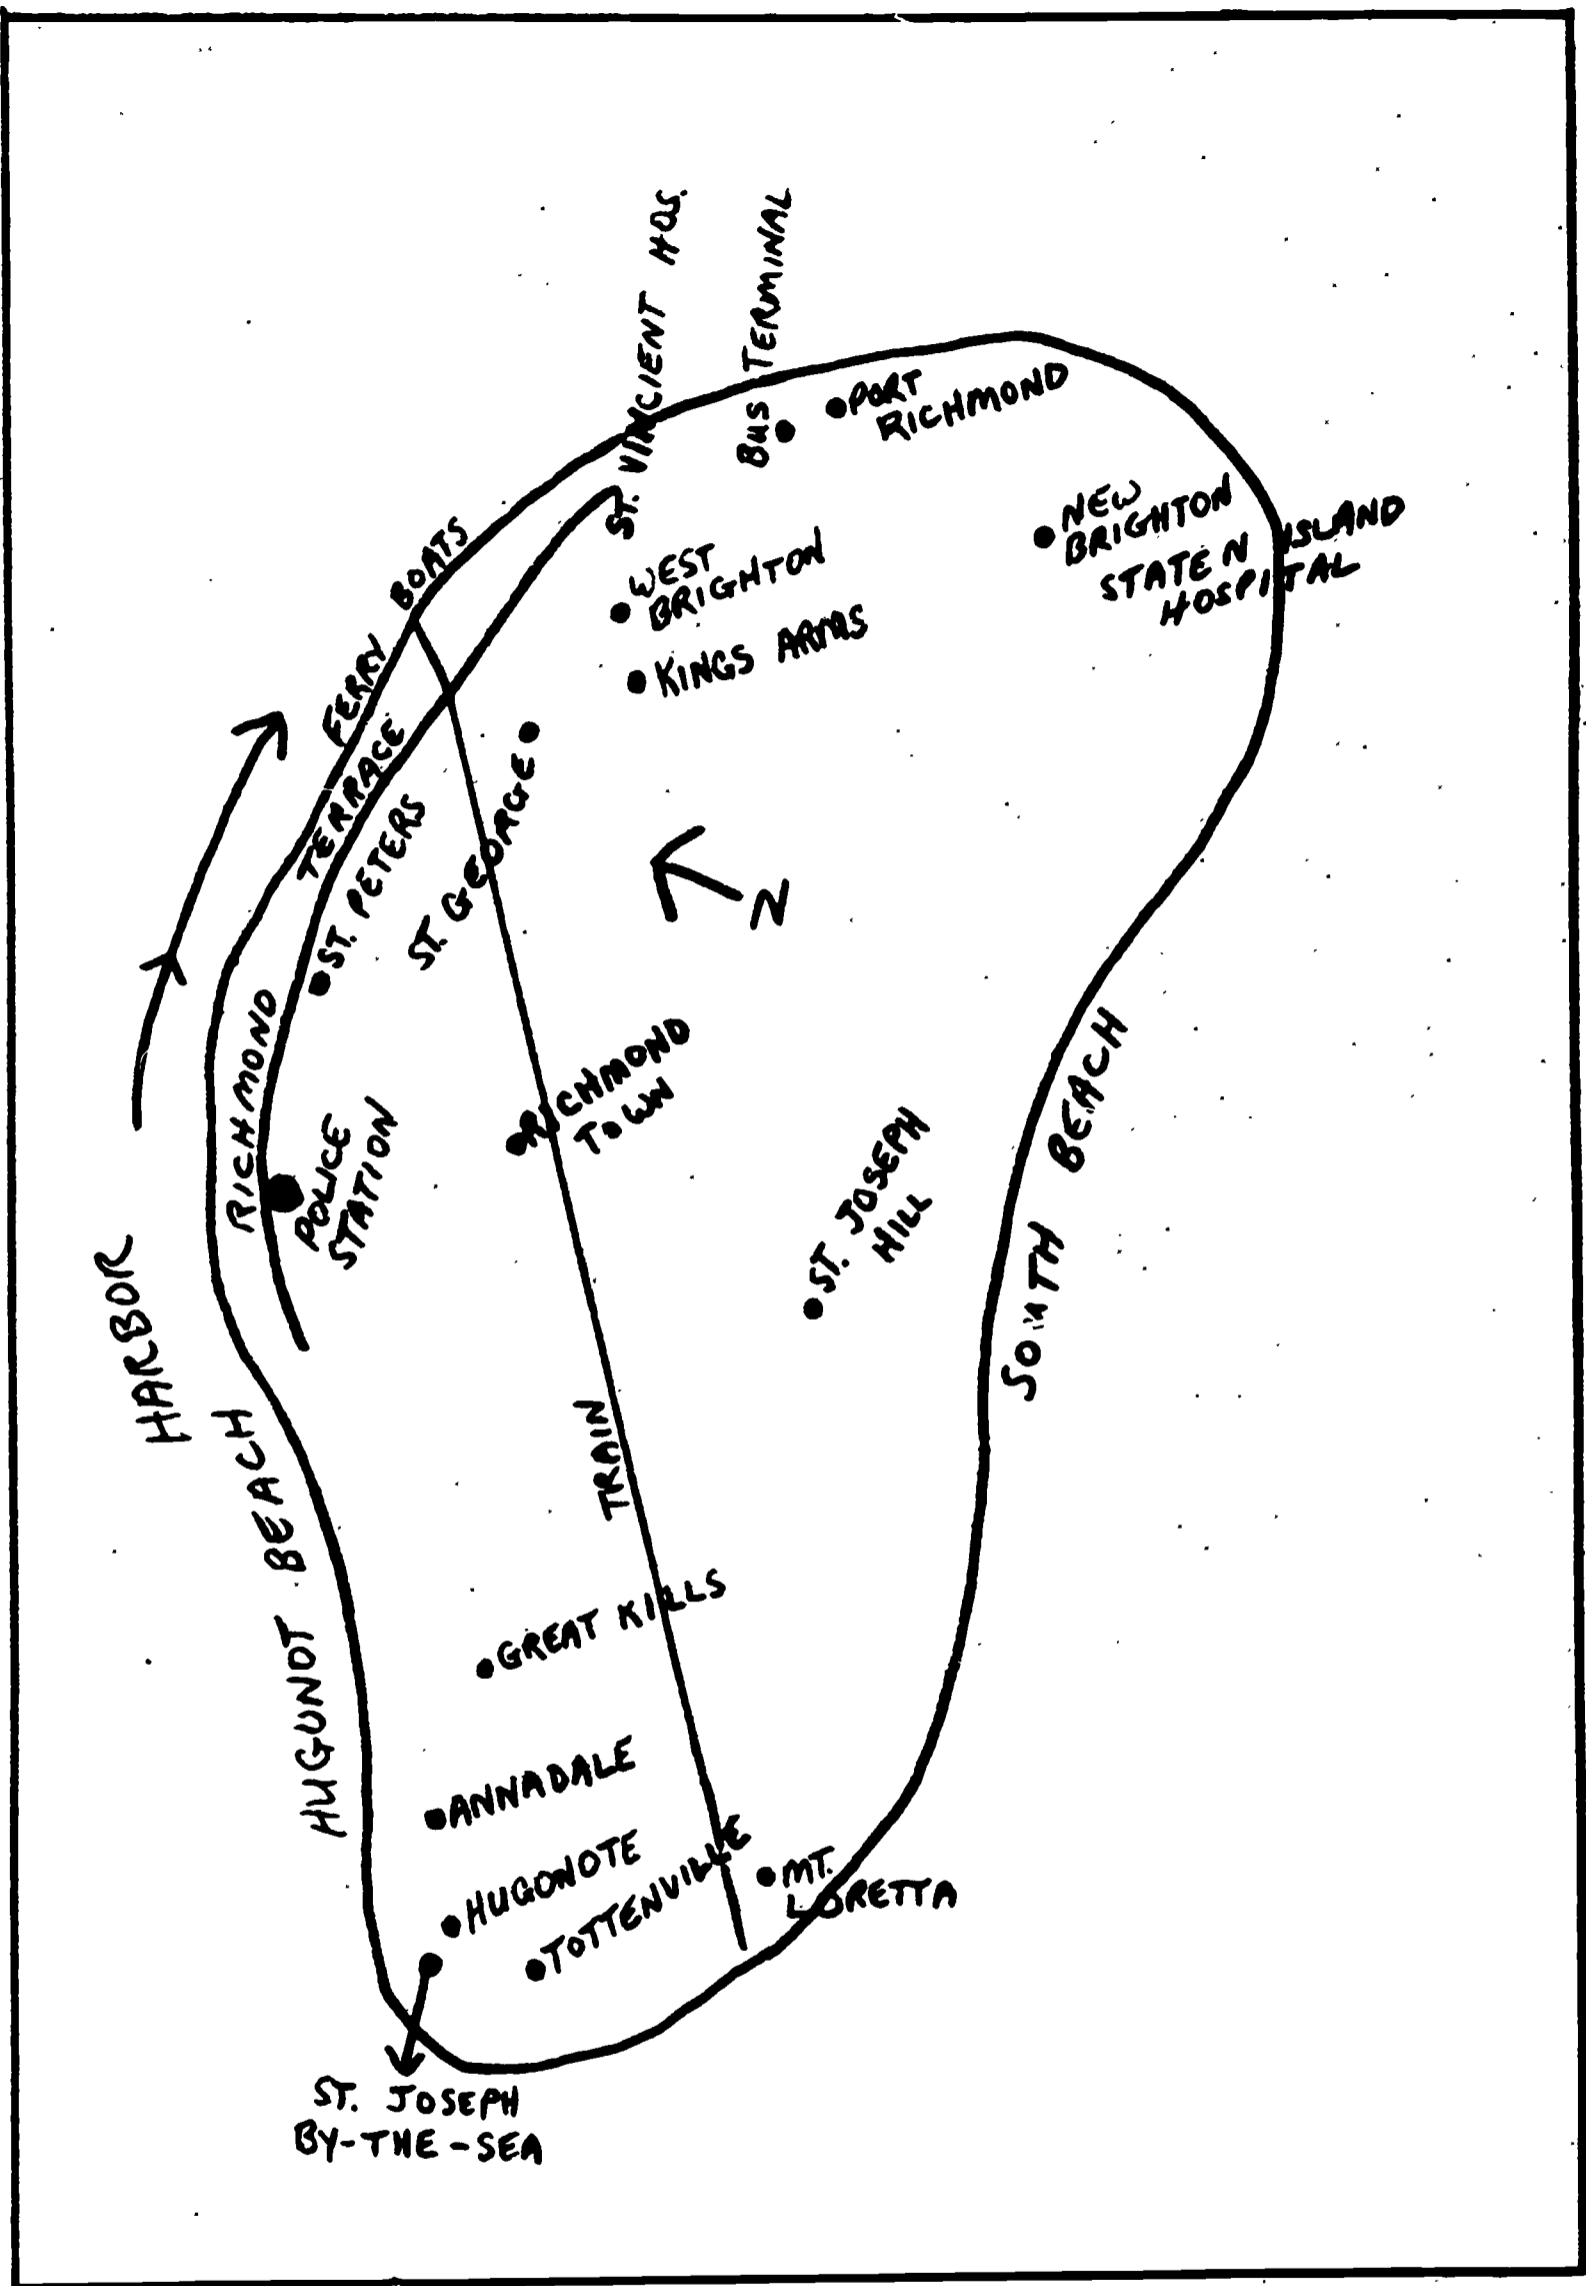 ST. VINCIENT HOS.
BUS TERMINAL
PORT
RICHMOND
NEW
BRIGHTON
STATEN ISLAND
HOSPITAL
FERRY BOATS
WEST
BRIGHTON
KINGS ARMS
RICHMOND TERRACE
ST. PETERS
ST. GEORGE
N
RICHMOND
TOWN
POLICE
STATION
ST. JOSEPH
HILL
SOUTH BEACH
HARBOR
HUGUNOT BEACH
TRAIN
GREAT KILLS
ANNADALE
HUGONOTE
TOTTENVILLE
MT.
LORETTA
ST. JOSEPH
BY-THE-SEA